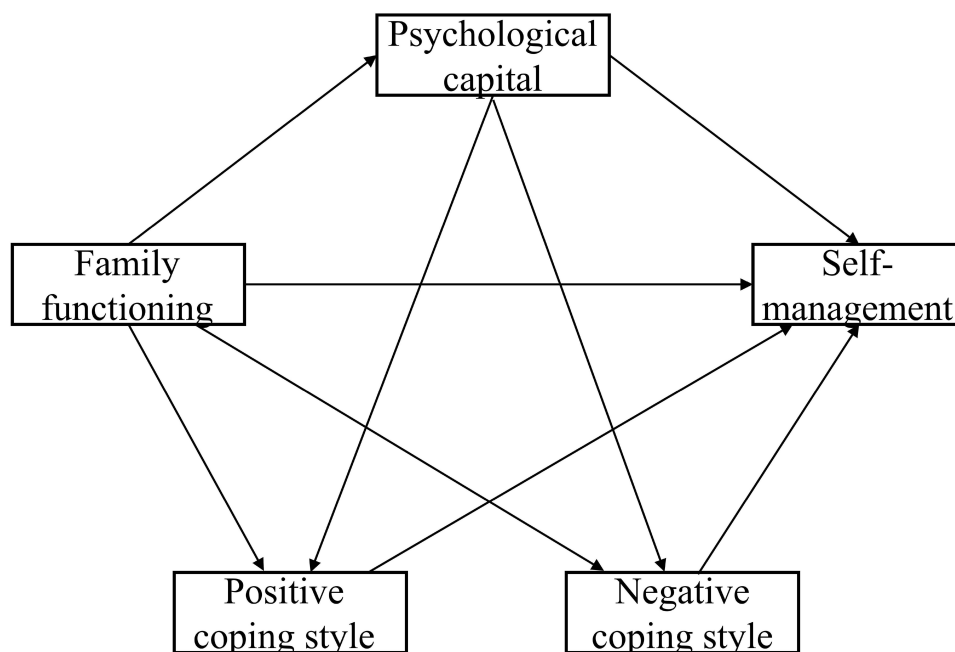 Psychological
capital
Family
functioning
Self-
management
Positive
coping style
Negative
coping style